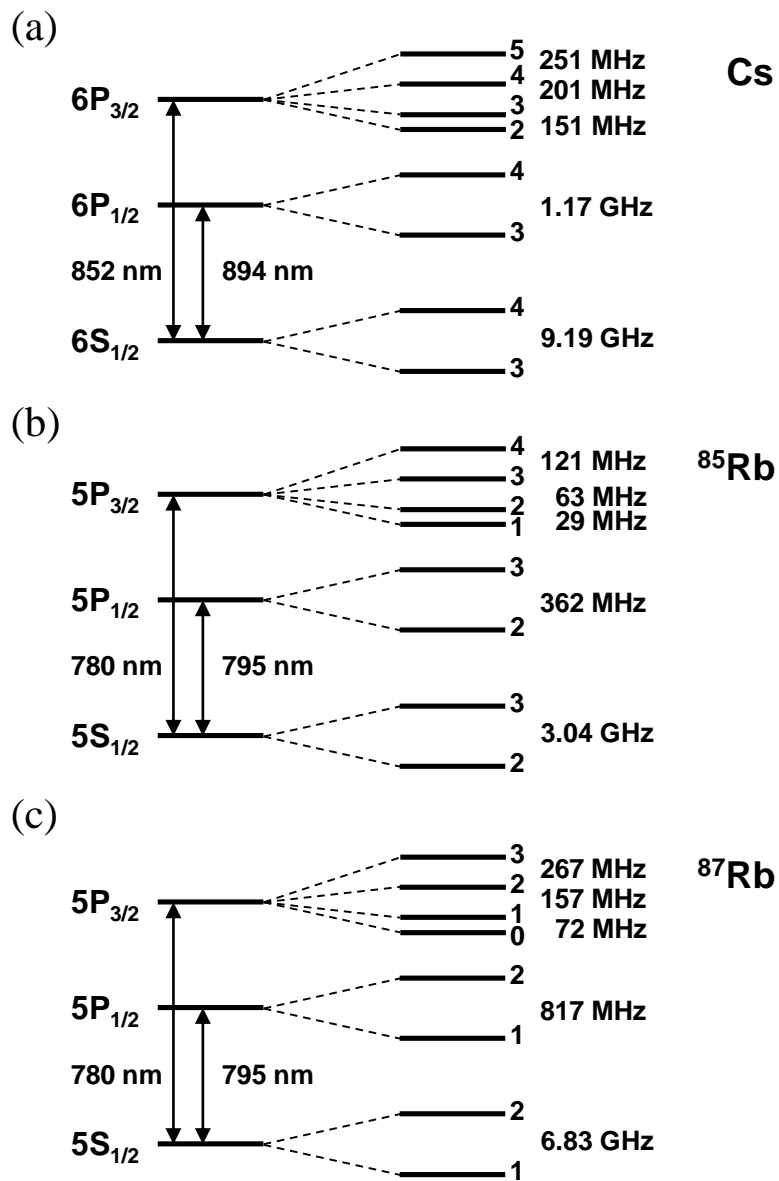 (a)
Cs
5
251 MHz
4
201 MHz
6P3/2
3
2
151 MHz
4
6P1/2
1.17 GHz
3
852 nm
894 nm
4
6S1/2
9.19 GHz
3
(b)
85Rb
4
121 MHz
3
5P3/2
63 MHz
2
29 MHz
1
3
5P1/2
362 MHz
2
780 nm
795 nm
3
5S1/2
3.04 GHz
2
(c)
87Rb
3
267 MHz
2
157 MHz
5P3/2
1
72 MHz
0
2
5P1/2
817 MHz
1
780 nm
795 nm
2
5S1/2
6.83 GHz
1